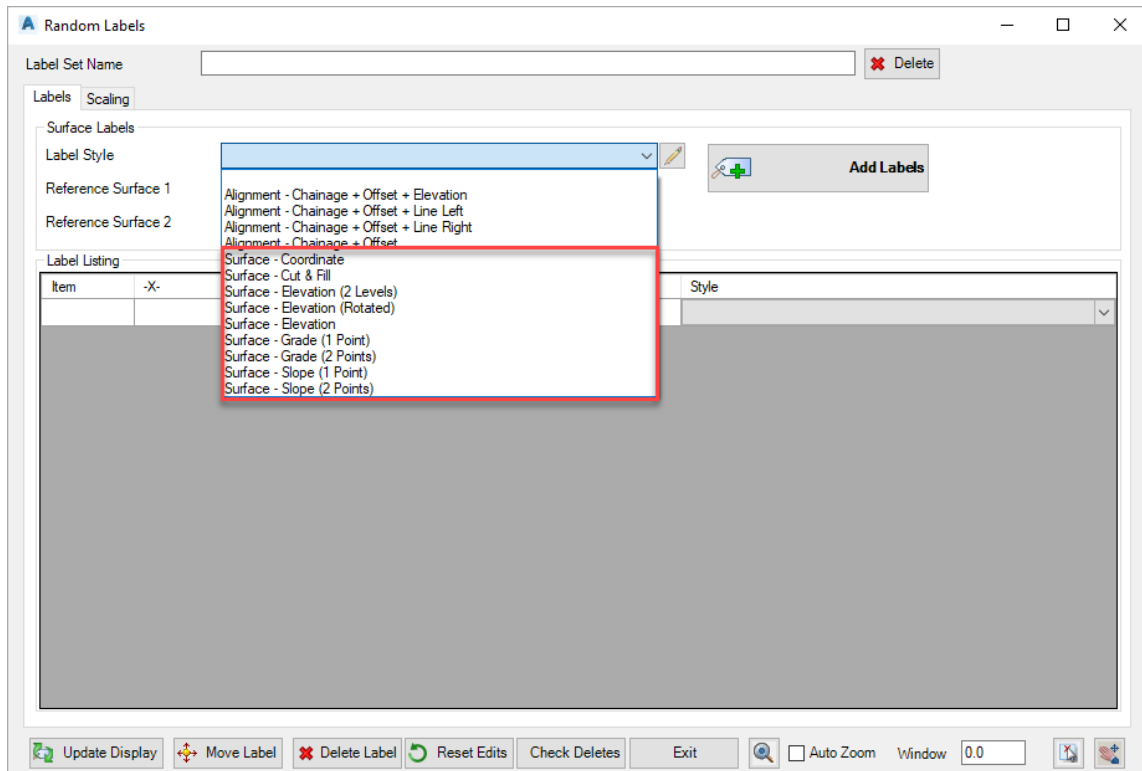 Random Labels
Label Set Name
Delete
Labels Scaling
Surface Labels
Label Style
Add Labels
Reference Surface 1
Reference Surface 2
Alignment - Chainage + Offset + Elevation
Alignment - Chainage + Offset + Line Left
Alignment - Chainage + Offset + Line Right
Alignment - Chainage + Offset
Surface - Coordinate
Surface - Cut & Fill
Surface - Elevation (2 Levels)
Surface - Elevation (Rotated)
Surface - Elevation
Surface - Grade (1 Point)
Surface - Grade (2 Points)
Surface - Slope (1 Point)
Surface - Slope (2 Points)
Label Listing
Item -X- Style
Update Display Move Label Delete Label Reset Edits Check Deletes Exit Auto Zoom Window 0.0